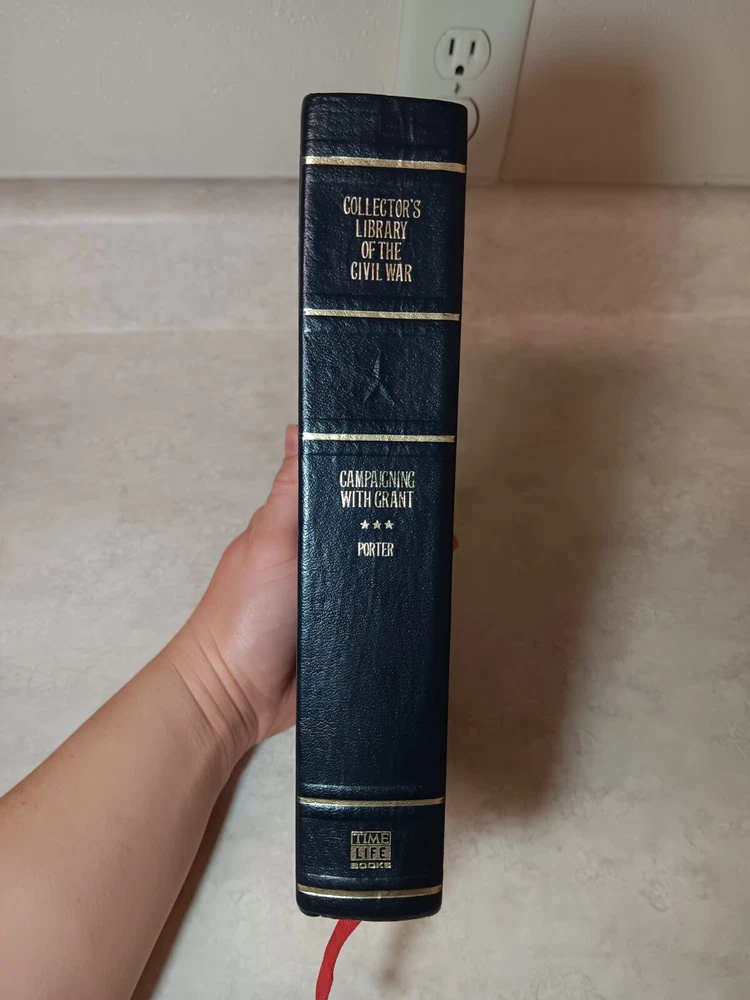 COLLECTOR'S
LIBRARY
OF THE
CIVIL WAR
CAMPAIGNING
WITH GRANT
PORTER
TIME
LIFE
BOOKS